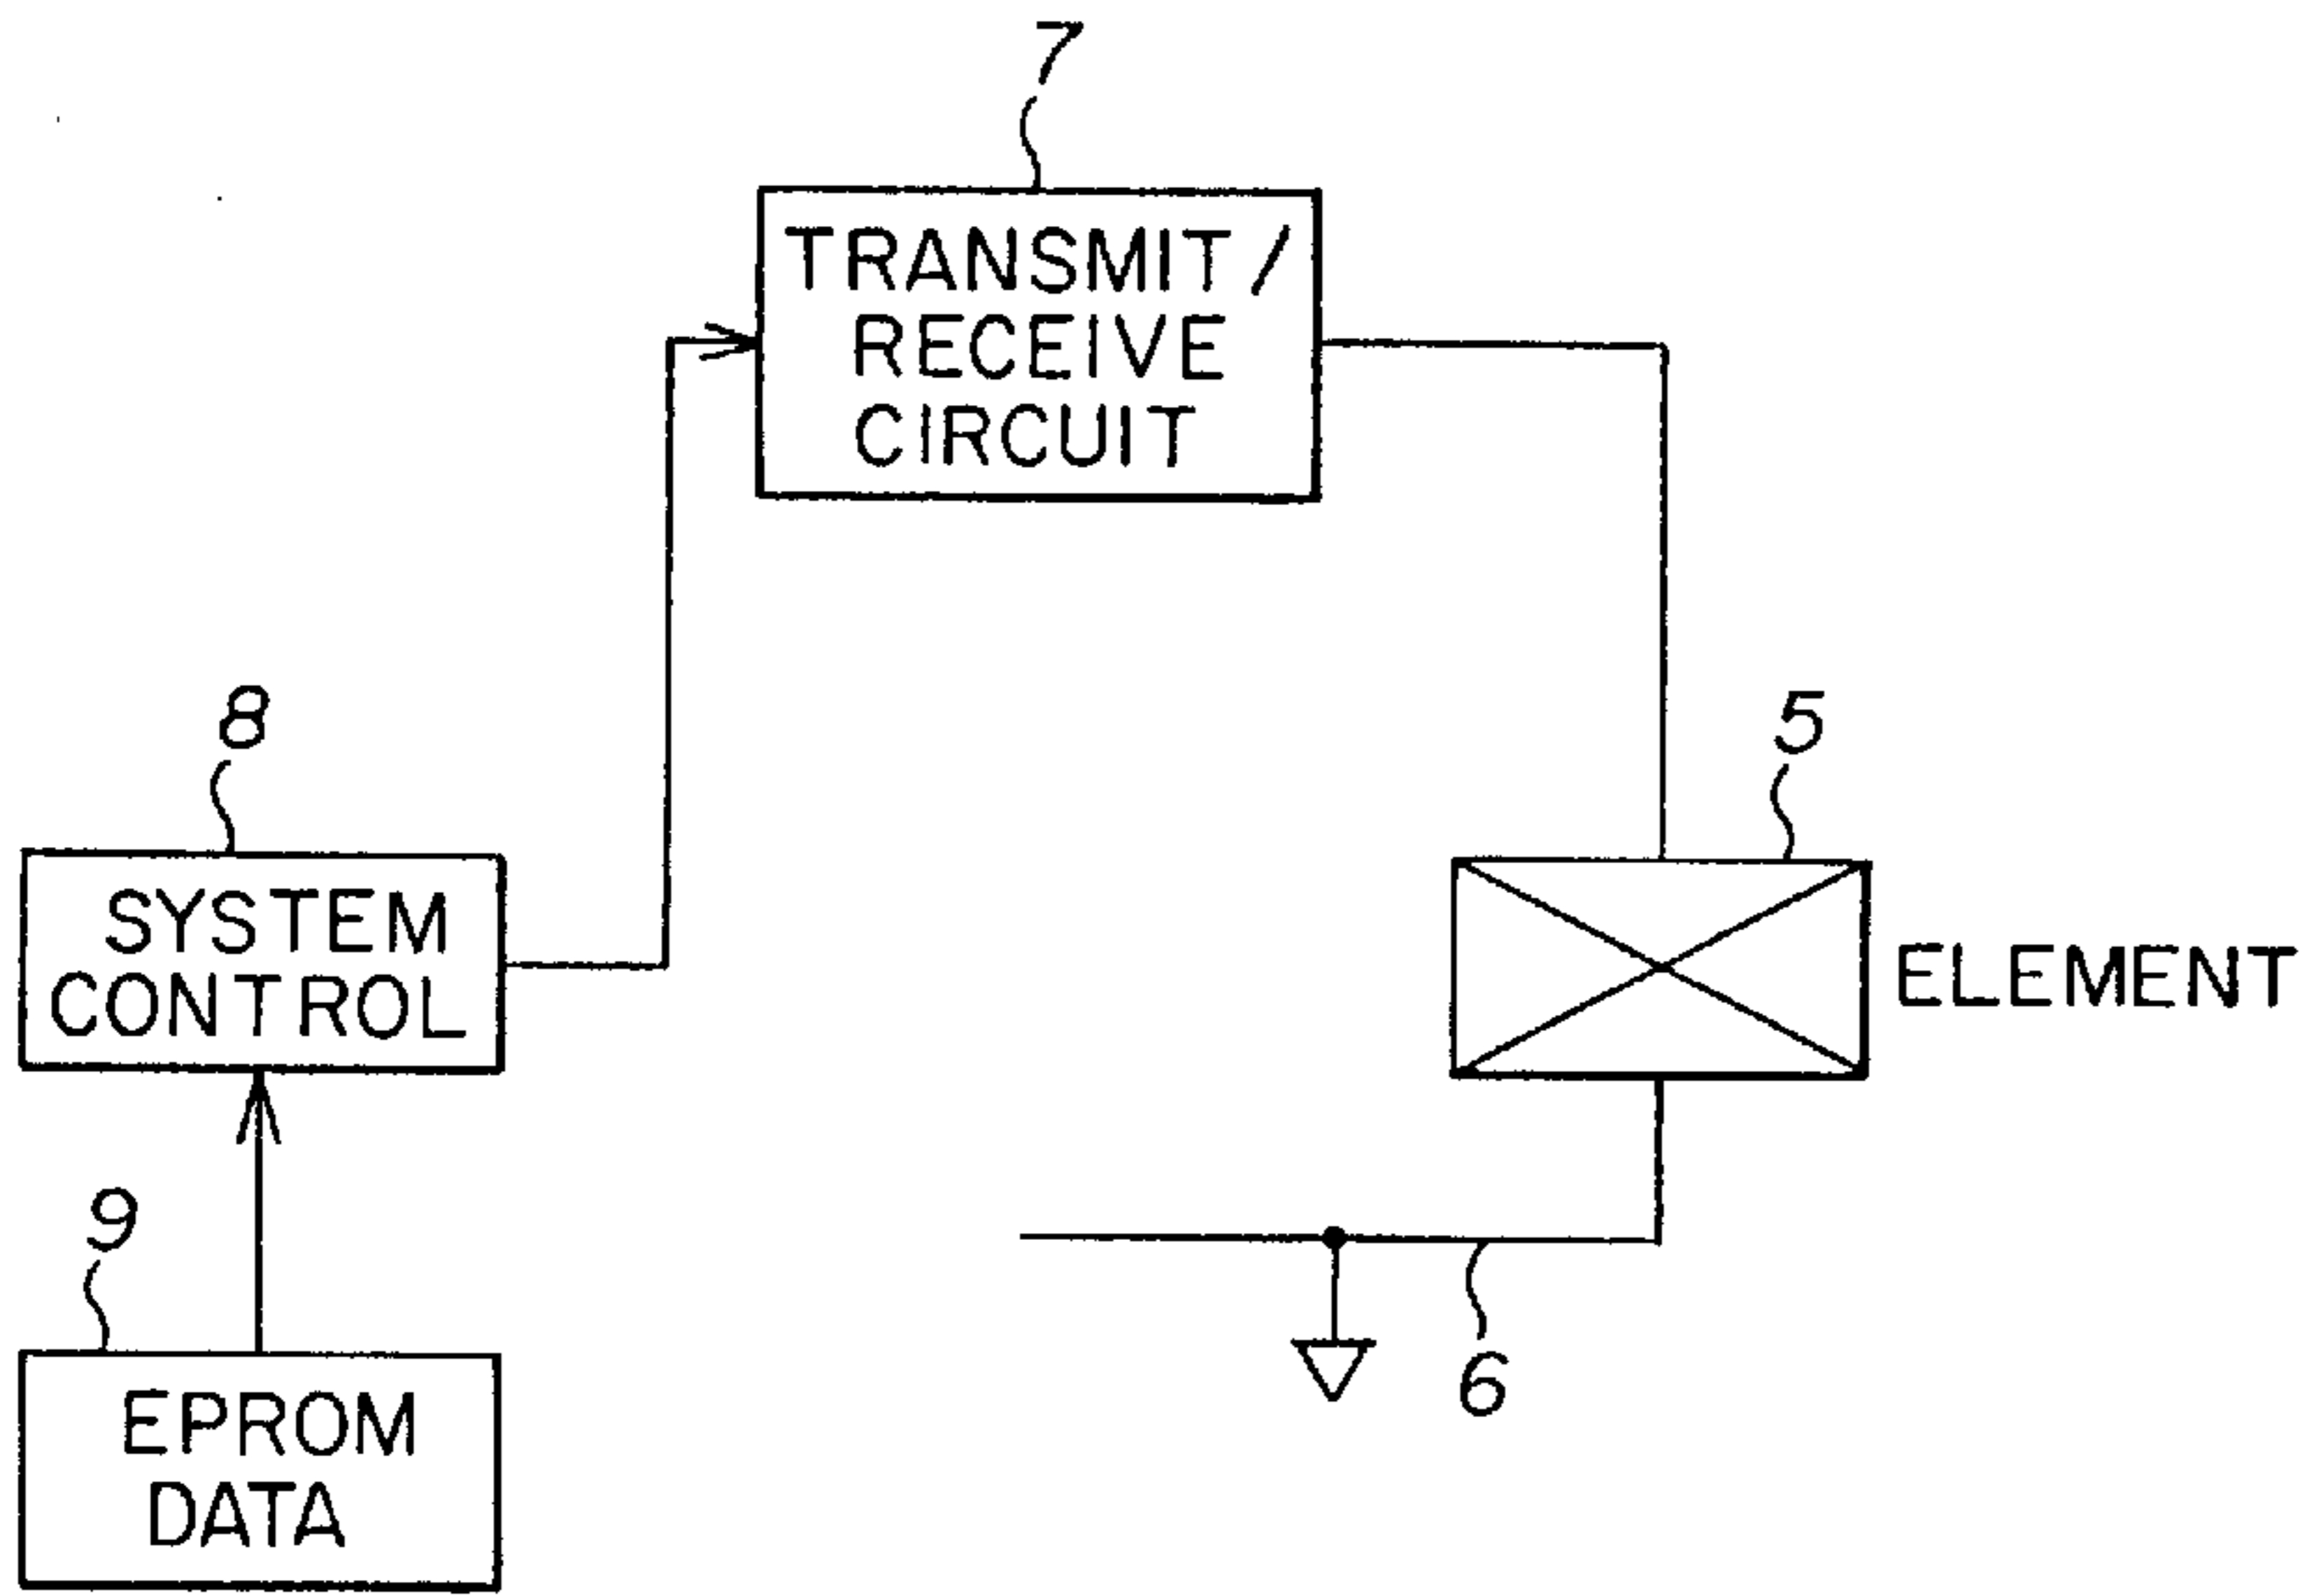 7
TRANSMIT/
RECEIVE
CIRCUIT
8
SYSTEM
CONTROL
5
ELEMENT
9
EPROM
DATA
6